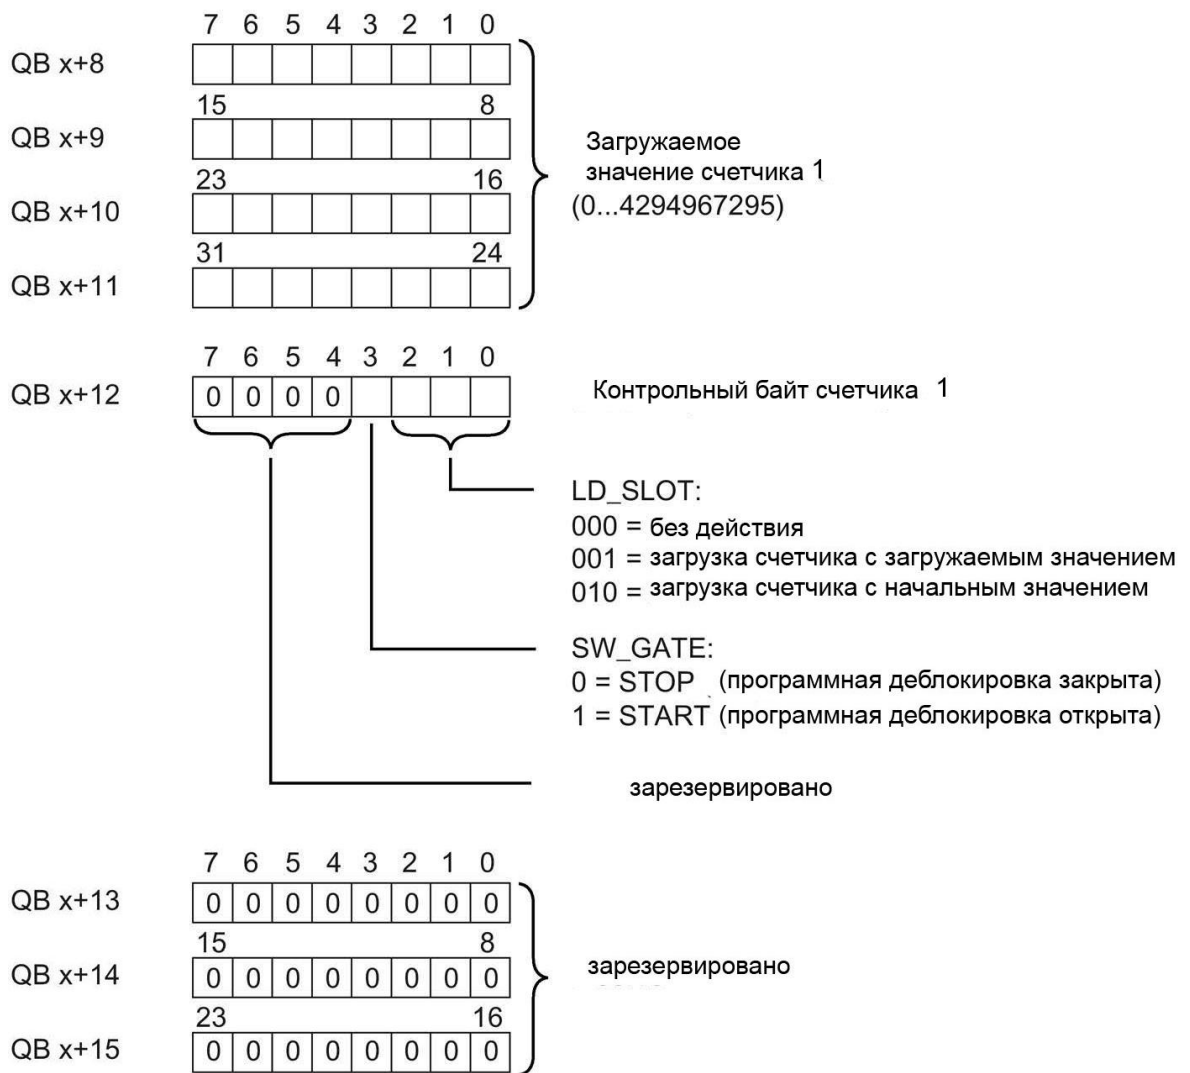 7 6 5 4 3 2 1 0
QB x+8
15 8
QB x+9
Загружаемое
значение счетчика 1
23 16
QB x+10
(0...4294967295)
31 24
QB x+11
7 6 5 4 3 2 1 0
QB x+12 0 0 0 0
Контрольный байт счетчика 1
LD_SLOT:
000 = без действия
001 = загрузка счетчика с загружаемым значением
010 = загрузка счетчика с начальным значением
SW_GATE:
0 = STOP (программная деблокировка закрыта)
1 = START (программная деблокировка открыта)
зарезервировано
7 6 5 4 3 2 1 0
QB x+13 0 0 0 0 0 0 0 0
15 8
QB x+14 0 0 0 0 0 0 0 0
зарезервировано
23 16
QB x+15 0 0 0 0 0 0 0 0